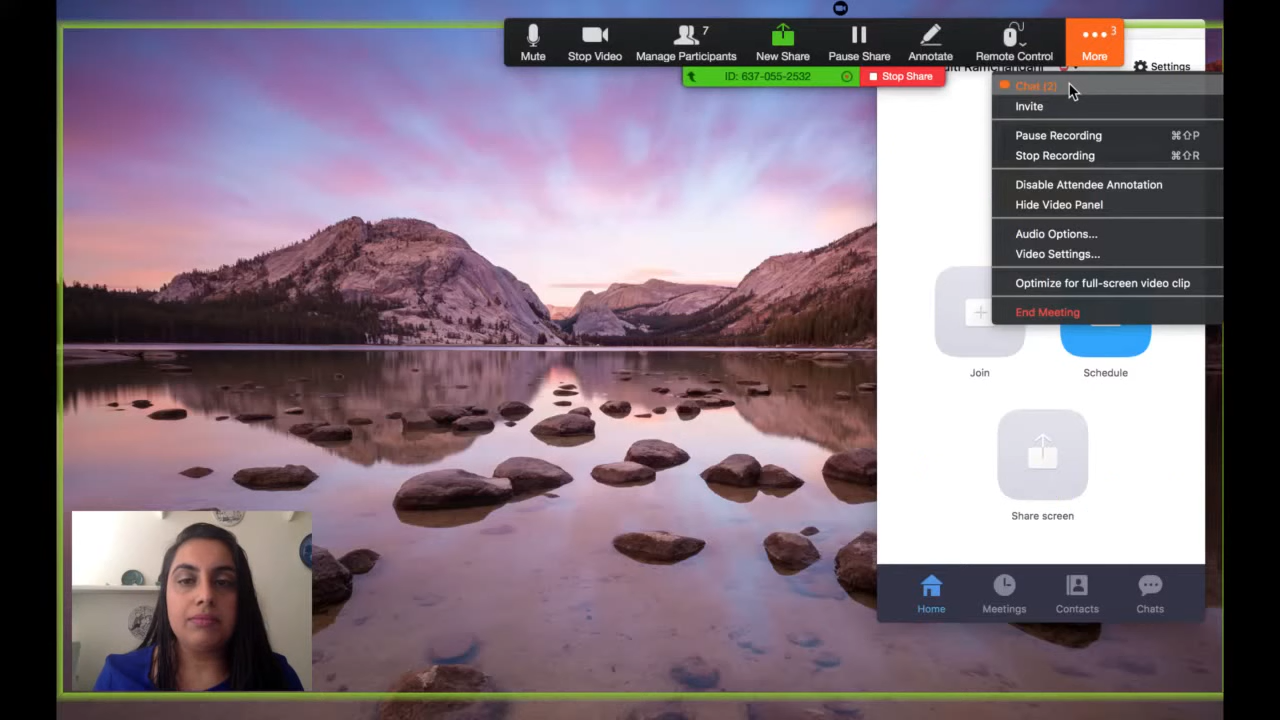 Mute
Stop Video
Manage Participants 7
New Share
Pause Share
Annotate
Remote Control
More 3
ID: 637-055-2532
Stop Share
Settings
Chat (2)
Invite
Pause Recording ⌘⇧P
Stop Recording ⌘⇧R
Disable Attendee Annotation
Hide Video Panel
Audio Options...
Video Settings...
Optimize for full-screen video clip
End Meeting
Join
Schedule
Share screen
Home
Meetings
Contacts
Chats